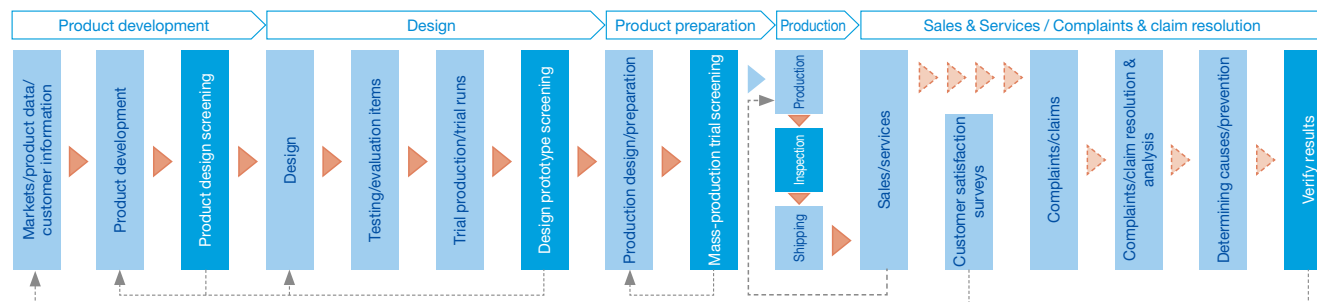 Product development
Design
Product preparation
Production
Sales & Services / Complaints & claim resolution
Markets/product data/
customer information
Product development
Product design screening
Design
Testing/evaluation items
Trial production/trial runs
Design prototype screening
Production design/preparation
Mass-production trial screening
Production
Inspection
Shipping
Sales/services
Customer satisfaction
surveys
Complaints/claims
Complaints/claim resolution &
analysis
Determining causes/prevention
Verify results